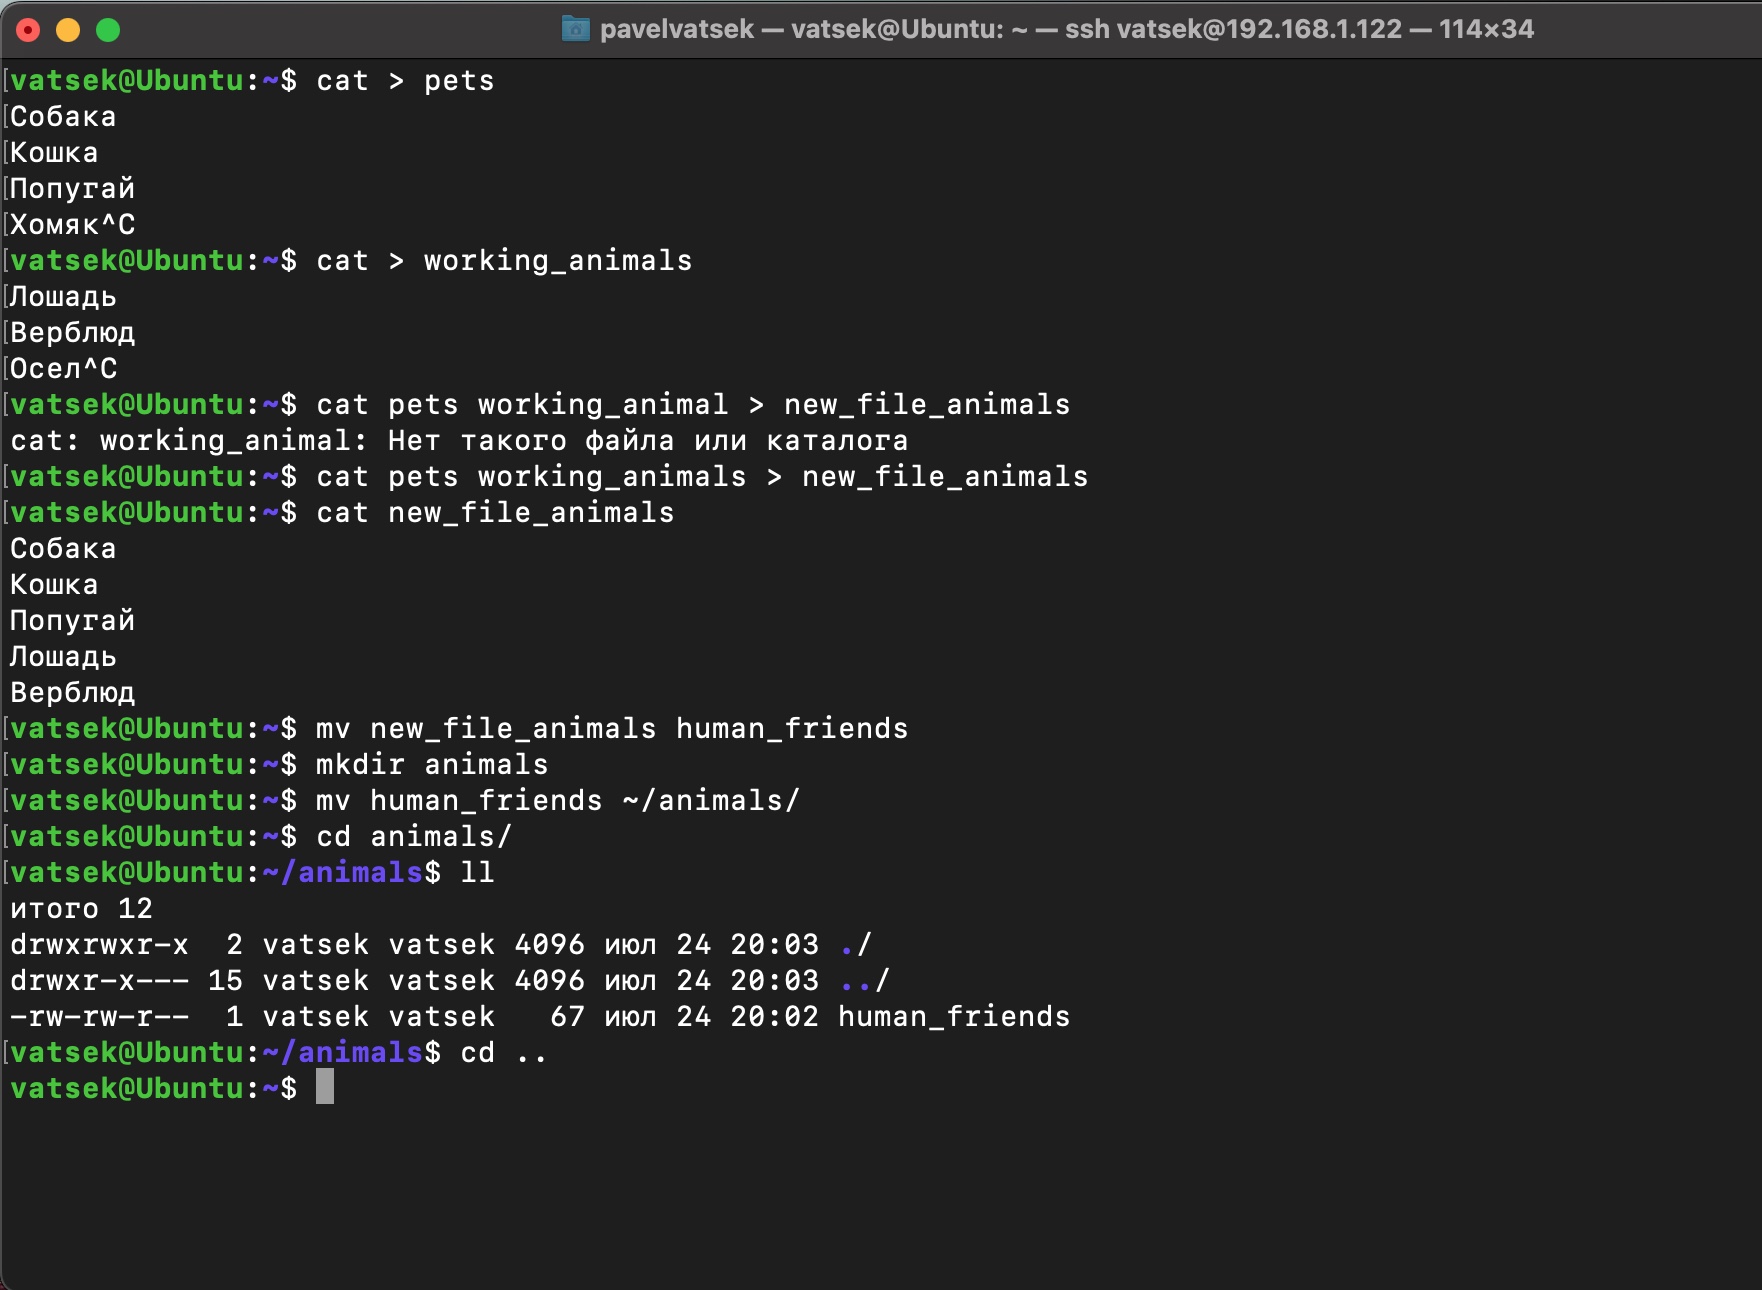 pavelvatsek — vatsek@Ubuntu: ~ — ssh vatsek@192.168.1.122 — 114×34
[vatsek@Ubuntu:~$ cat > pets
[Собака
[Кошка
[Попугай
[Хомяк^C
[vatsek@Ubuntu:~$ cat > working_animals
[Лошадь
[Верблюд
[Осел^C
[vatsek@Ubuntu:~$ cat pets working_animal > new_file_animals
cat: working_animal: Нет такого файла или каталога
[vatsek@Ubuntu:~$ cat pets working_animals > new_file_animals
[vatsek@Ubuntu:~$ cat new_file_animals
Собака
Кошка
Попугай
Лошадь
Верблюд
[vatsek@Ubuntu:~$ mv new_file_animals human_friends
[vatsek@Ubuntu:~$ mkdir animals
[vatsek@Ubuntu:~$ mv human_friends ~/animals/
[vatsek@Ubuntu:~$ cd animals/
[vatsek@Ubuntu:~/animals$ ll
итого 12
drwxrwxr-x  2 vatsek vatsek 4096 июл 24 20:03 ./
drwxr-x--- 15 vatsek vatsek 4096 июл 24 20:03 ../
-rw-rw-r--  1 vatsek vatsek   67 июл 24 20:02 human_friends
[vatsek@Ubuntu:~/animals$ cd ..
vatsek@Ubuntu:~$